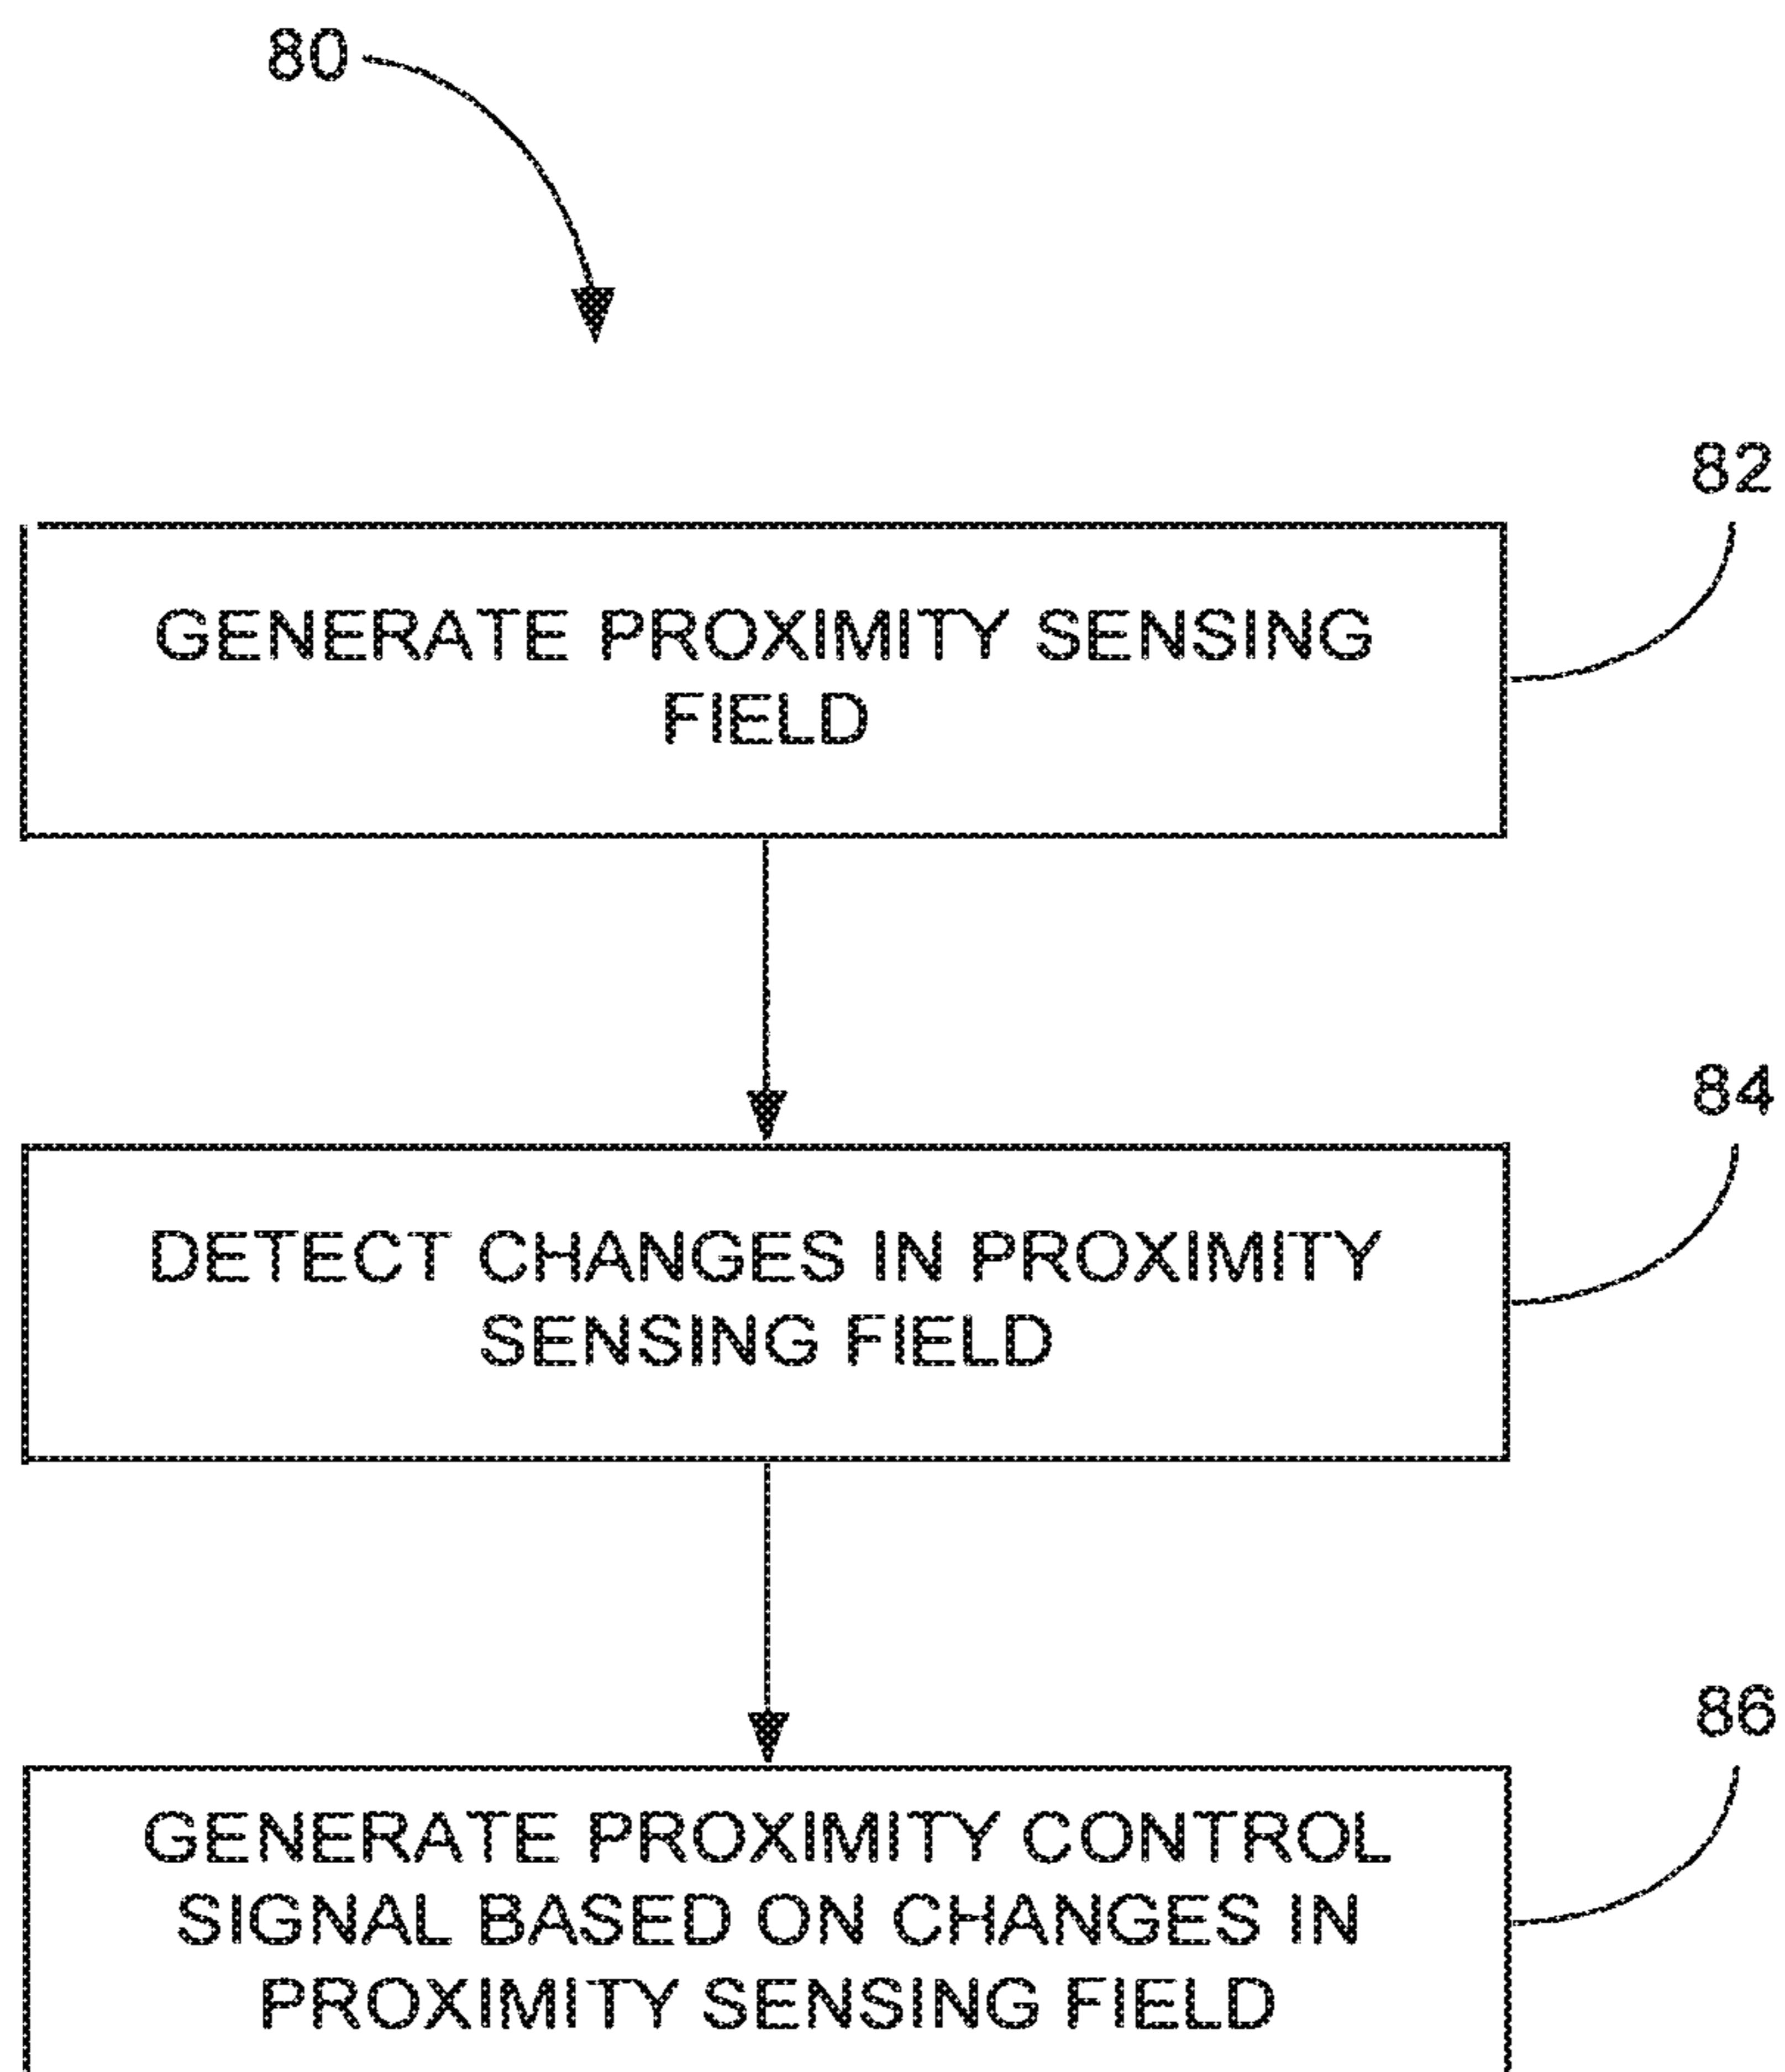 80
82
GENERATE PROXIMITY SENSING
FIELD
84
DETECT CHANGES IN PROXIMITY
SENSING FIELD
86
GENERATE PROXIMITY CONTROL
SIGNAL BASED ON CHANGES IN
PROXIMITY SENSING FIELD